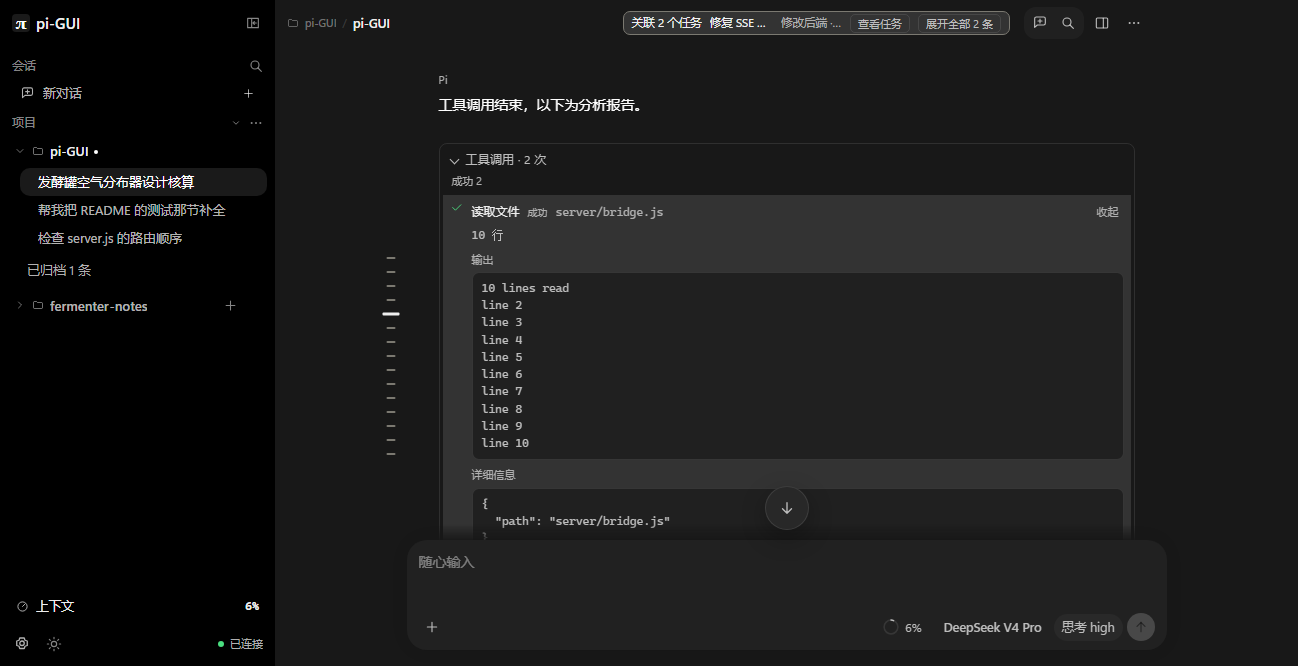 π pi-GUI
会话
新对话
项目
pi-GUI
发酵罐空气分布器设计核算
帮我把 README 的测试那节补全
检查 server.js 的路由顺序
已归档 1 条
fermenter-notes
上下文 6%
已连接
pi-GUI / pi-GUI
关联 2 个任务 修复 SSE ... 修改后端 ·... 查看任务 展开全部 2 条
Pi
工具调用结束，以下为分析报告。
工具调用 · 2 次
成功 2
读取文件 成功 server/bridge.js 收起
10 行
输出
10 lines read
line 2
line 3
line 4
line 5
line 6
line 7
line 8
line 9
line 10
详细信息
{
"path": "server/bridge.js"
}
随心输入
6% DeepSeek V4 Pro 思考 high